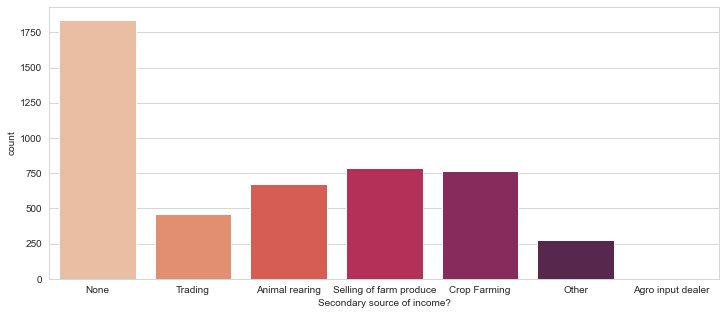 1750
1500
1250
1000
750
500
250
0
count
None Trading Animal rearing Selling of farm produce Crop Farming Other Agro input dealer
Secondary source of income?